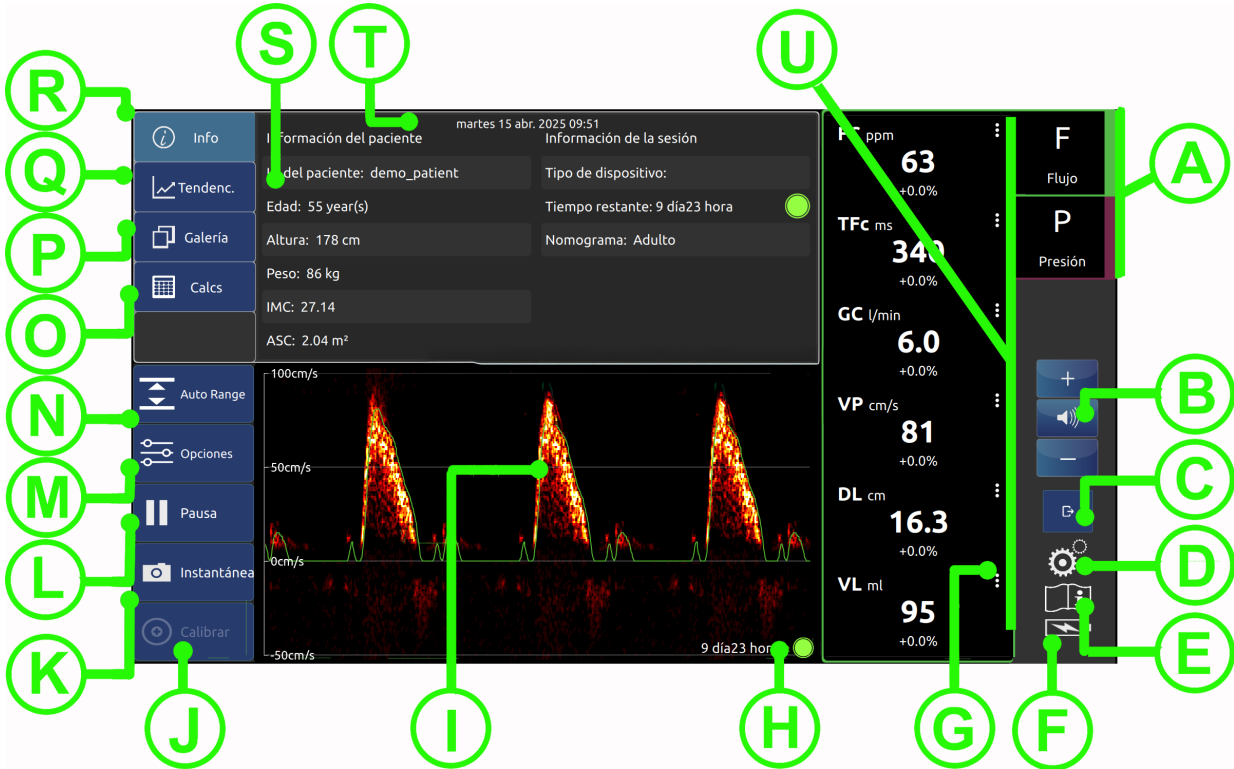 S
T
U
R
Q
P
O
N
M
L
K
J
I
H
G
F
E
D
C
B
A
Info
Tendenc.
Galería
Calcs
Auto Range
Opciones
Pausa
Instantánea
Calibrar
martes 15 abr. 2025 09:51
Información del paciente
del paciente: demo_patient
Edad: 55 year(s)
Altura: 178 cm
Peso: 86 kg
IMC: 27.14
ASC: 2.04 m²
Información de la sesión
Tipo de dispositivo:
Tiempo restante: 9 día23 hora
Nomograma: Adulto
100cm/s
50cm/s
0cm/s
-50cm/s
9 día23
ppm
63
+0.0%
TFc ms
340
+0.0%
GC l/min
6.0
+0.0%
VP cm/s
81
+0.0%
DL cm
16.3
+0.0%
VL ml
95
+0.0%
F
Flujo
P
Presión
+
−